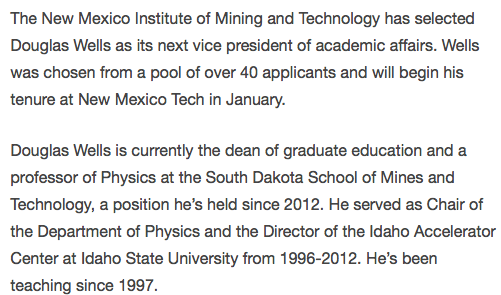 The New Mexico Institute of Mining and Technology has selected
Douglas Wells as its next vice president of academic affairs. Wells
was chosen from a pool of over 40 applicants and will begin his
tenure at New Mexico Tech in January.
Douglas Wells is currently the dean of graduate education and a
professor of Physics at the South Dakota School of Mines and
Technology, a position he’s held since 2012. He served as Chair of
the Department of Physics and the Director of the Idaho Accelerator
Center at Idaho State University from 1996-2012. He’s been
teaching since 1997.